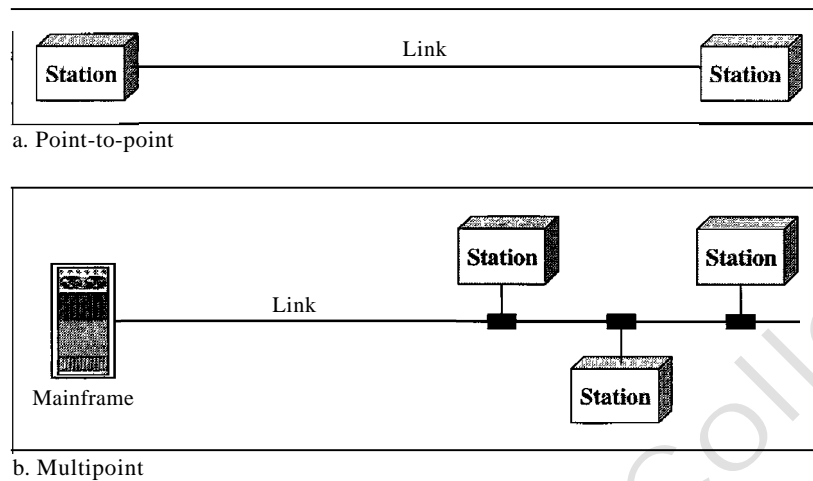 Link
Station
Station
a. Point-to-point
Station
Station
Link
Station
Mainframe
b. Multipoint